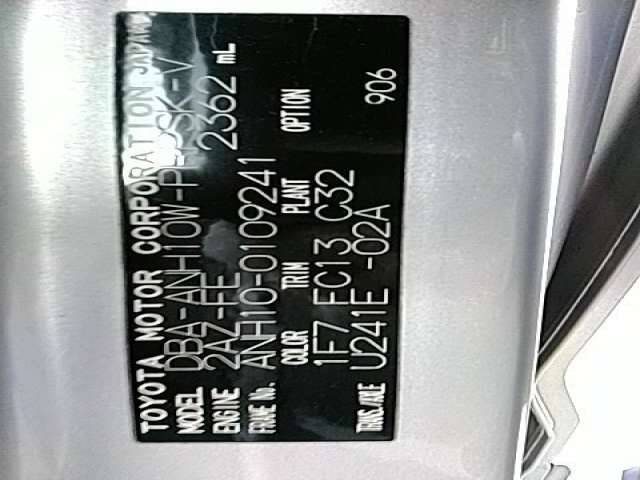 TOYOTA MOTOR CORPORATION JAPAN
MODEL DBA-ANH10W-PFPSK-V
ENGINE 2AZ-FE 2362 mL
FRAME No. ANH10-0109241
COLOR TRIM PLANT OPTION
1F7 FC13 C32 906
TRANS./AXLE U241E -02A